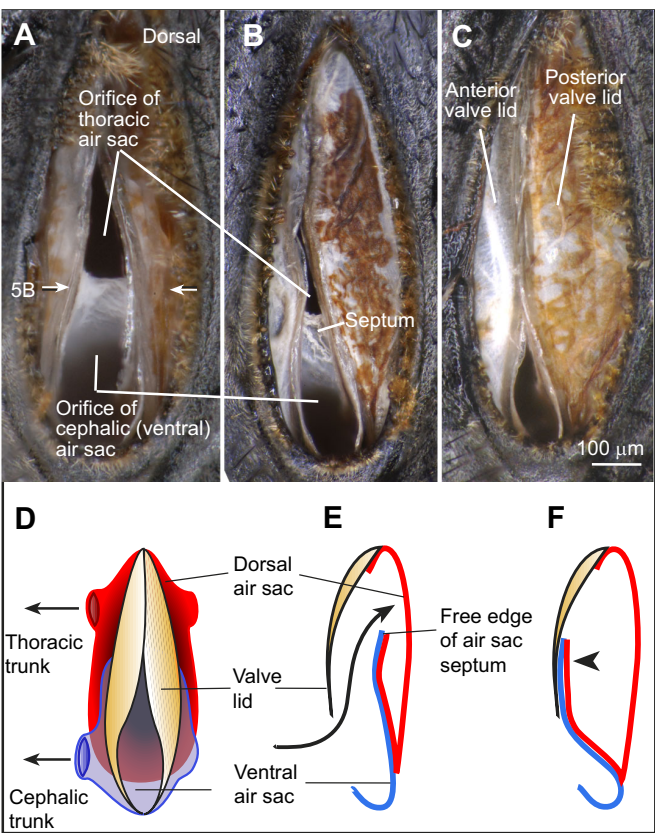 A
Dorsal
B
C
Orifice of
thoracic
air sac
Anterior
valve lid
Posterior
valve lid
5B
Septum
Orifice of
cephalic (ventral)
air sac
100 μm
D
E
F
Dorsal
air sac
Thoracic
trunk
Free edge
of air sac
septum
Valve
lid
Ventral
air sac
Cephalic
trunk